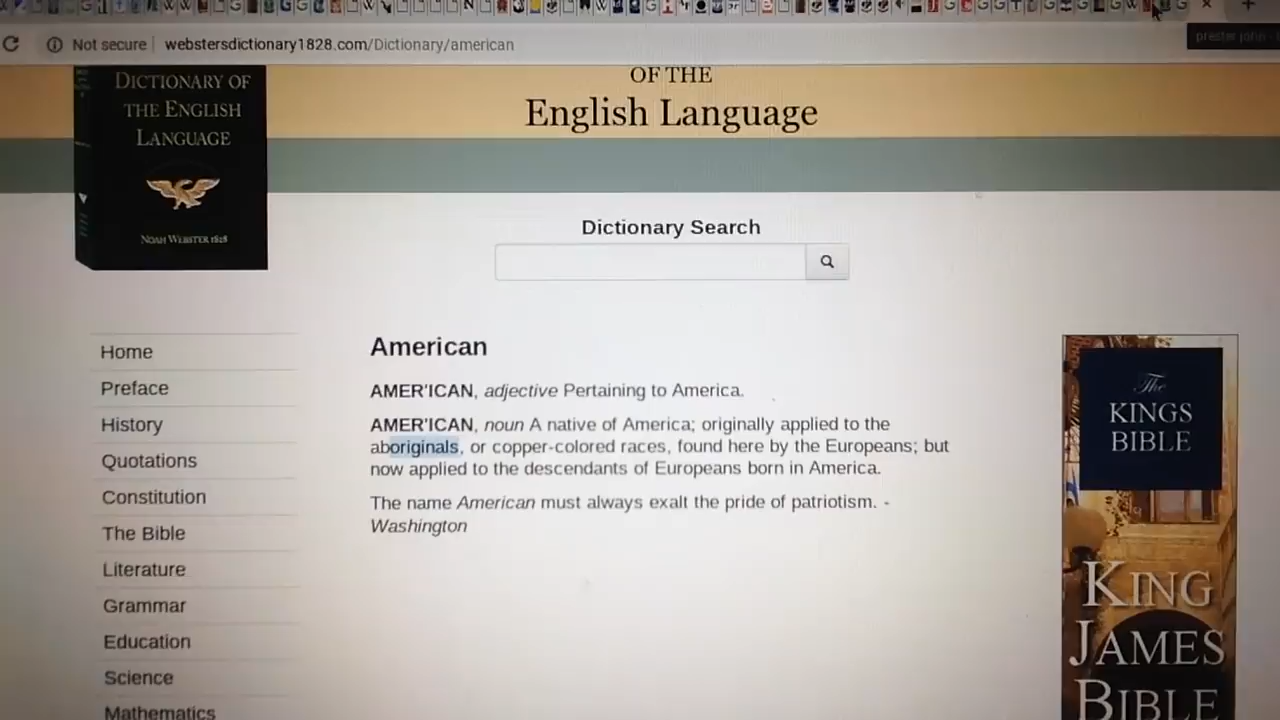 Not secure | webstersdictionary1828.com/Dictionary/american
prester john -
DICTIONARY OF
THE ENGLISH
LANGUAGE
NOAH WEBSTER 1828
OF THE
English Language
Dictionary Search
Home
Preface
History
Quotations
Constitution
The Bible
Literature
Grammar
Education
Science
Mathematics
American
AMER'ICAN, adjective Pertaining to America.
AMER'ICAN, noun A native of America; originally applied to the
aboriginals, or copper-colored races, found here by the Europeans; but
now applied to the descendants of Europeans born in America.
The name American must always exalt the pride of patriotism. -
Washington
The
KINGS
BIBLE
KING
JAMES
BIBLE